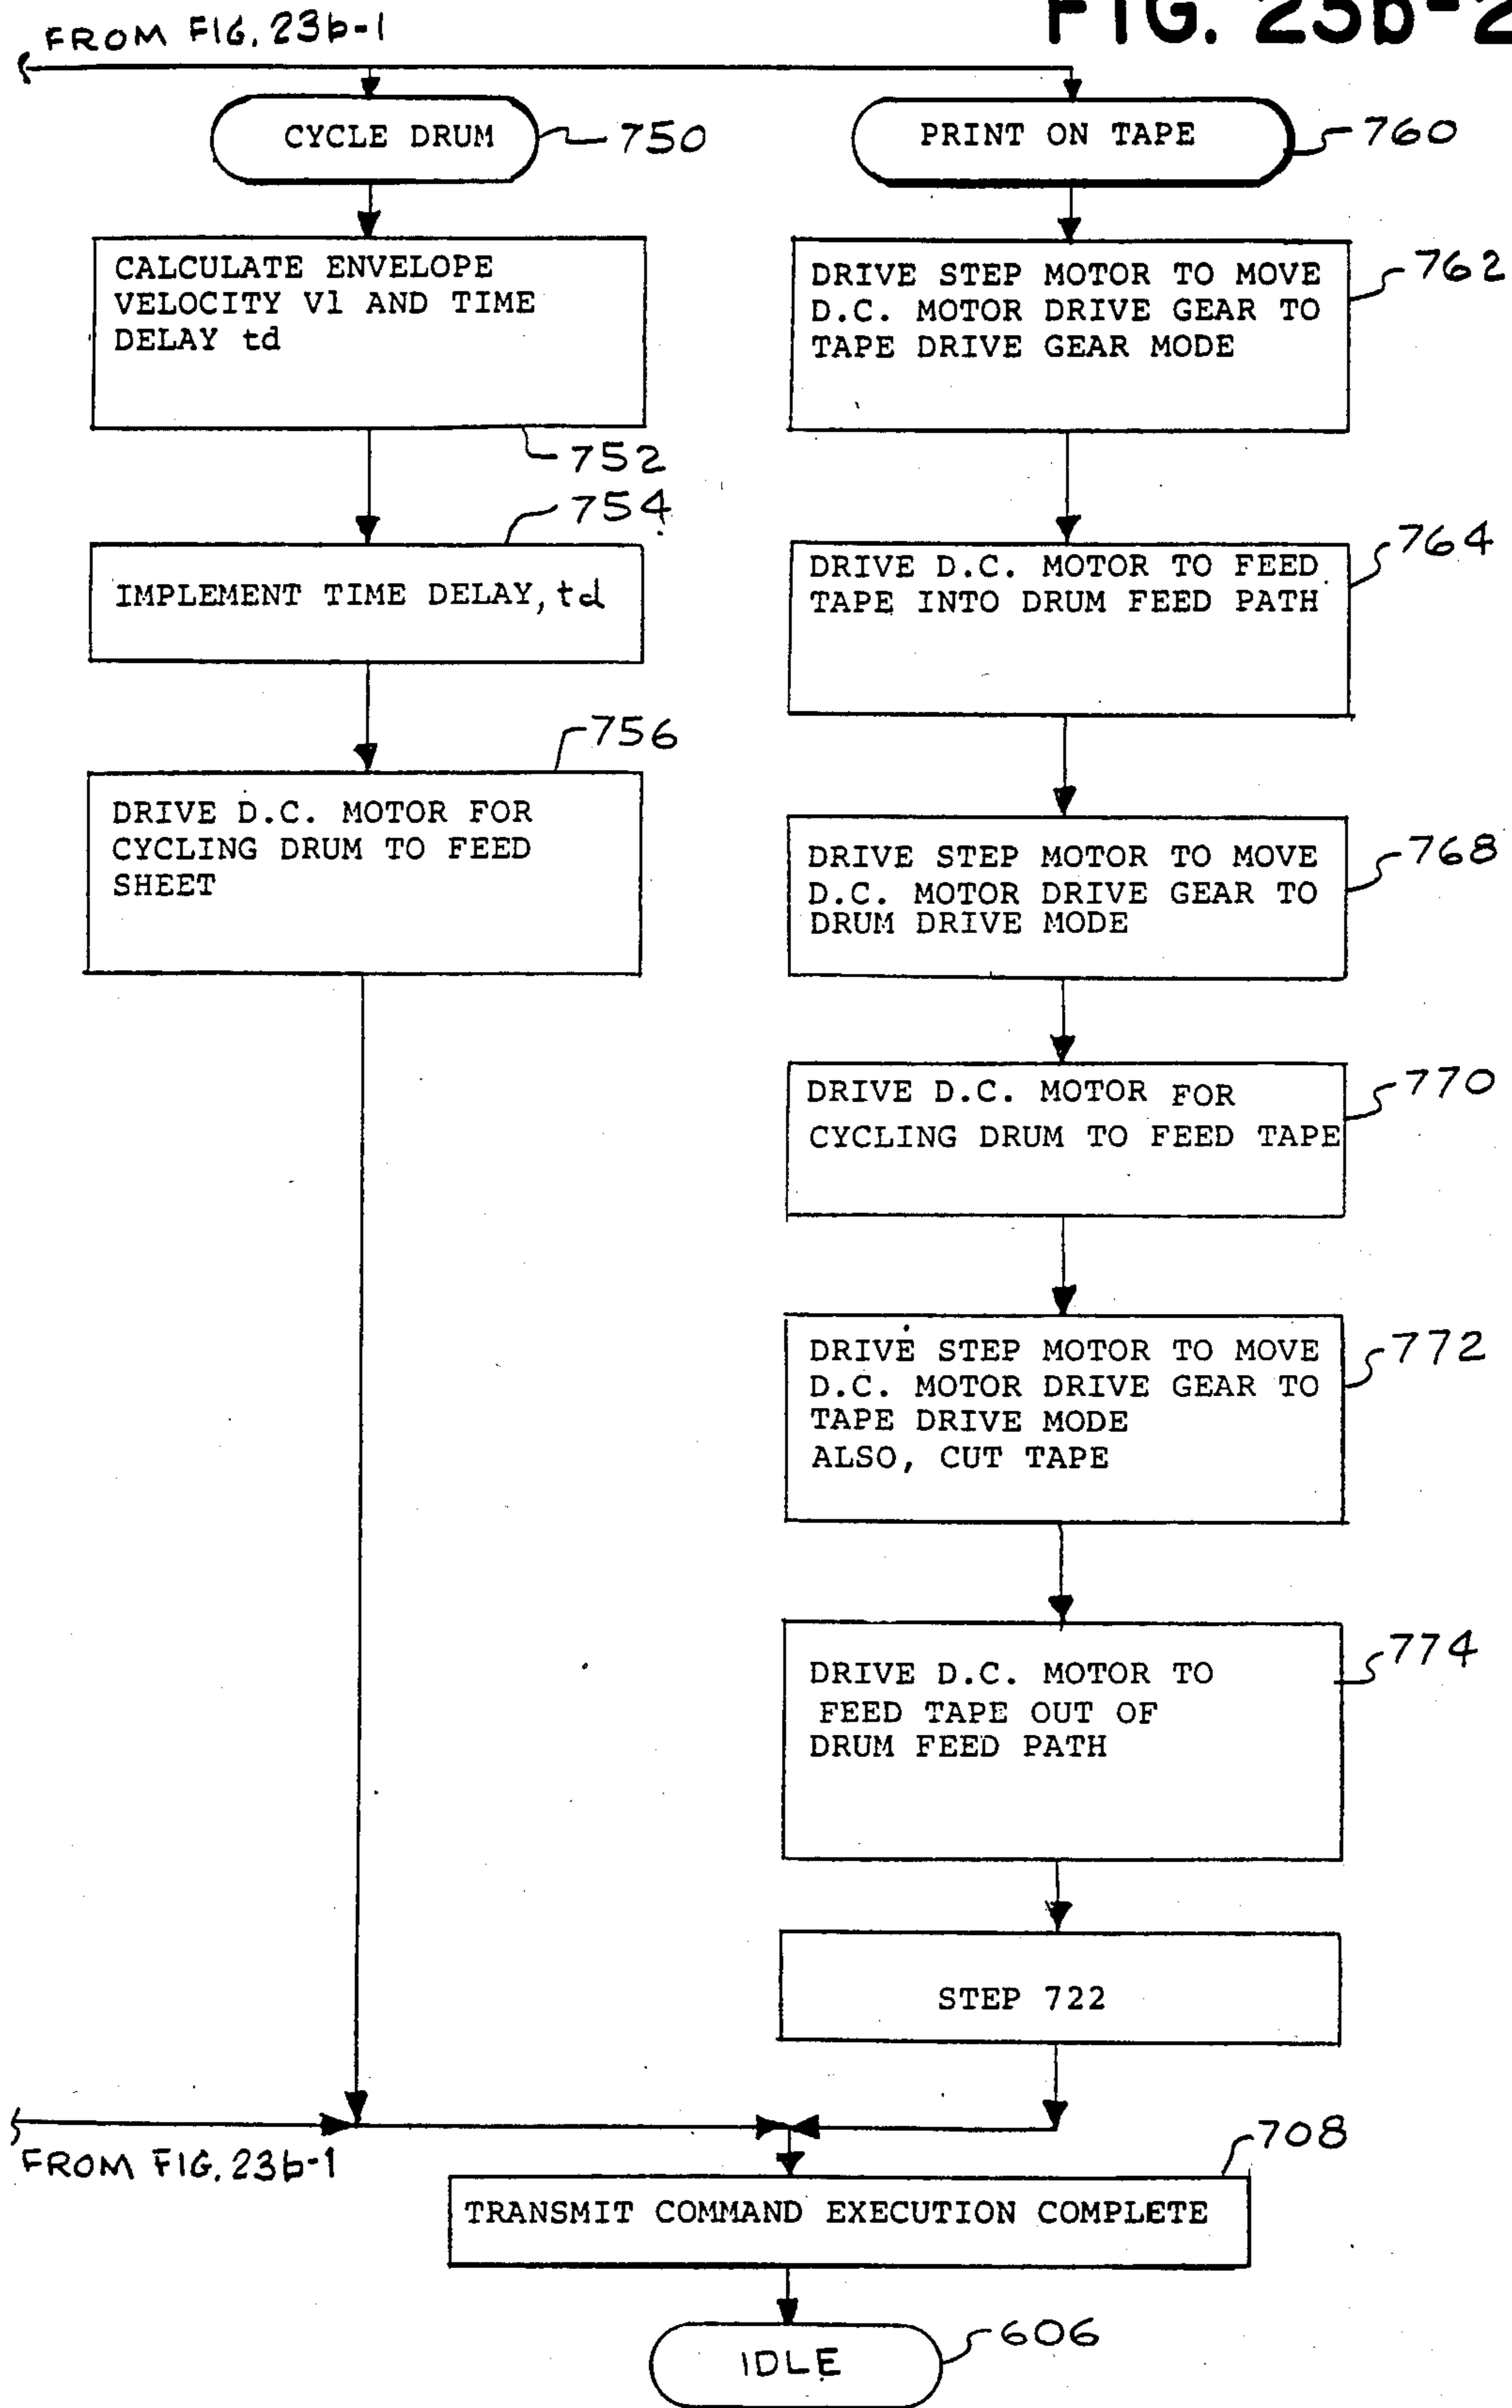 FIG. 23b-2
FROM FIG. 23b-1
CYCLE DRUM
750
CALCULATE ENVELOPE
VELOCITY V1 AND TIME
DELAY td
752
754
IMPLEMENT TIME DELAY, td
756
DRIVE D.C. MOTOR FOR
CYCLING DRUM TO FEED
SHEET
PRINT ON TAPE
760
DRIVE STEP MOTOR TO MOVE
D.C. MOTOR DRIVE GEAR TO
TAPE DRIVE GEAR MODE
762
DRIVE D.C. MOTOR TO FEED
TAPE INTO DRUM FEED PATH
764
DRIVE STEP MOTOR TO MOVE
D.C. MOTOR DRIVE GEAR TO
DRUM DRIVE MODE
768
DRIVE D.C. MOTOR FOR
CYCLING DRUM TO FEED TAPE
770
DRIVE STEP MOTOR TO MOVE
D.C. MOTOR DRIVE GEAR TO
TAPE DRIVE MODE
ALSO, CUT TAPE
772
DRIVE D.C. MOTOR TO
FEED TAPE OUT OF
DRUM FEED PATH
774
STEP 722
FROM FIG. 23b-1
708
TRANSMIT COMMAND EXECUTION COMPLETE
IDLE
606